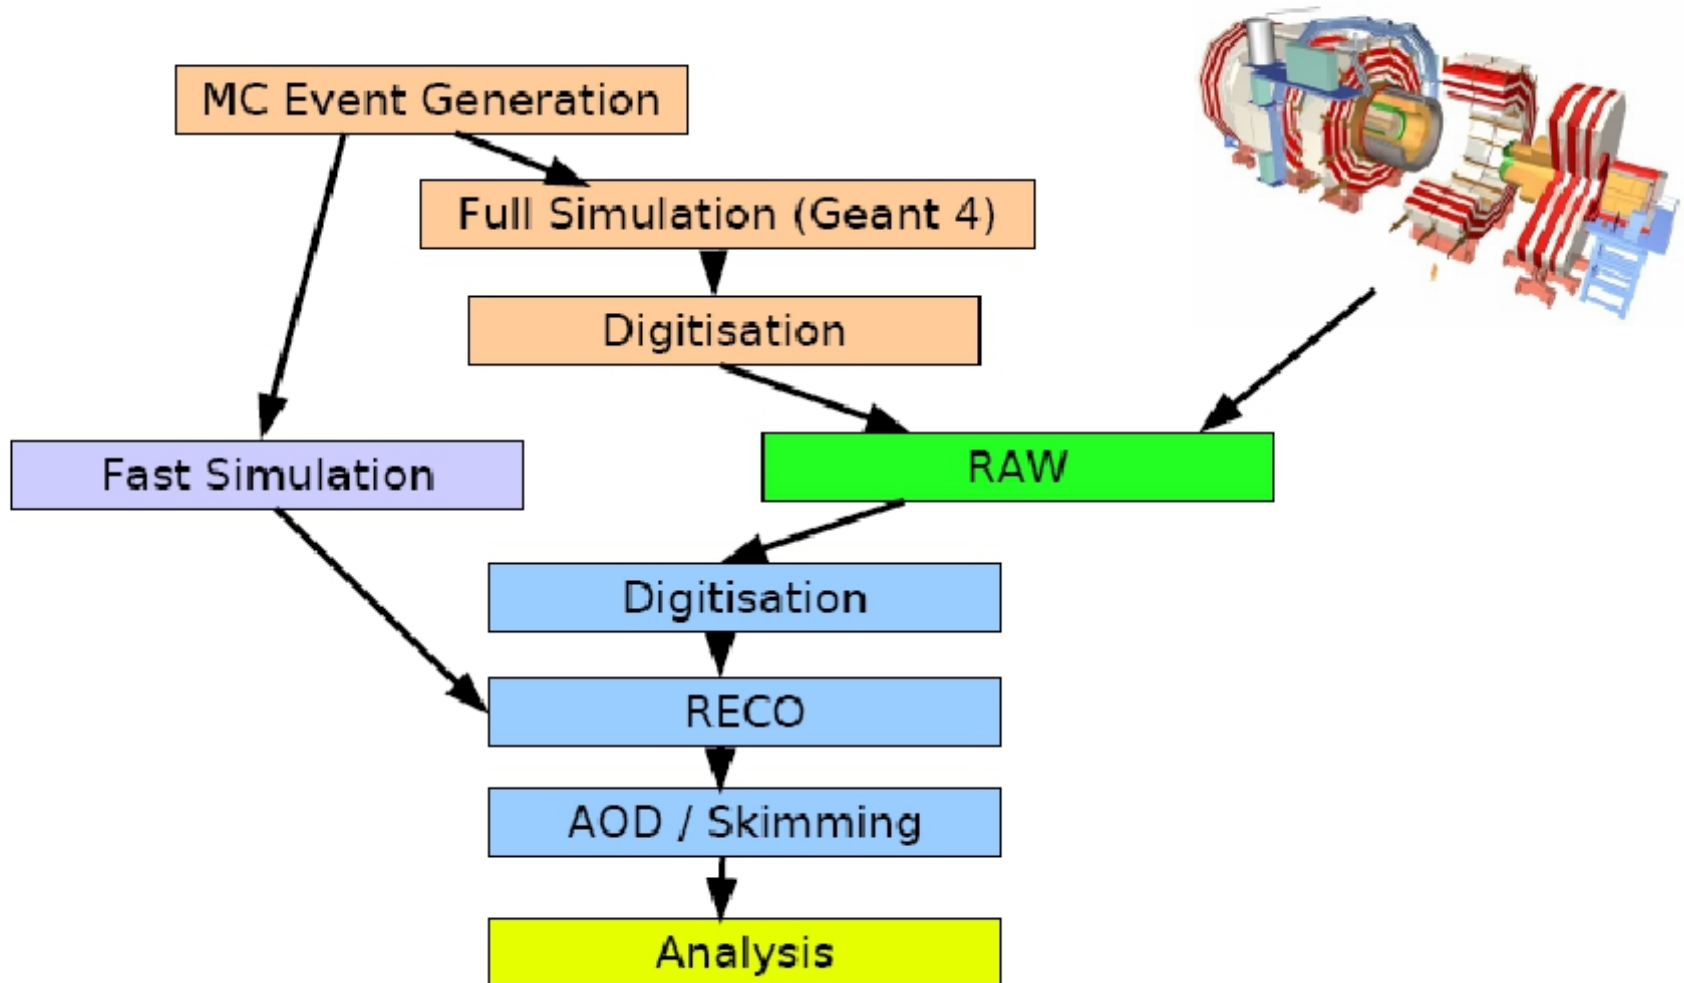 MC Event Generation
Full Simulation (Geant 4)
Digitisation
Fast Simulation
RAW
Digitisation
RECO
AOD / Skimming
Analysis